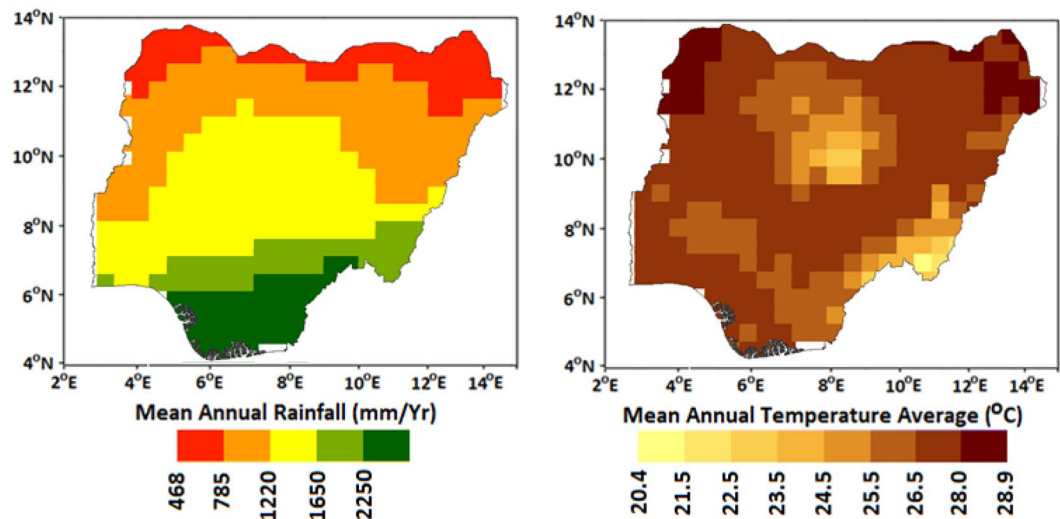 14°N
12°N
10°N
8°N
6°N
4°N
2°E 6°E 8°E 10°E 12°E 14°E
Mean Annual Rainfall (mm/Yr)
468 785 1220 1650 2250
14°N
12°N
10°N
8°N
6°N
4°N
2°E 4°E 6°E 8°E 10°E 12°E 14°E
Mean Annual Temperature Average (°C)
20.4 21.5 22.5 23.5 24.5 25.5 26.5 28.0 28.9